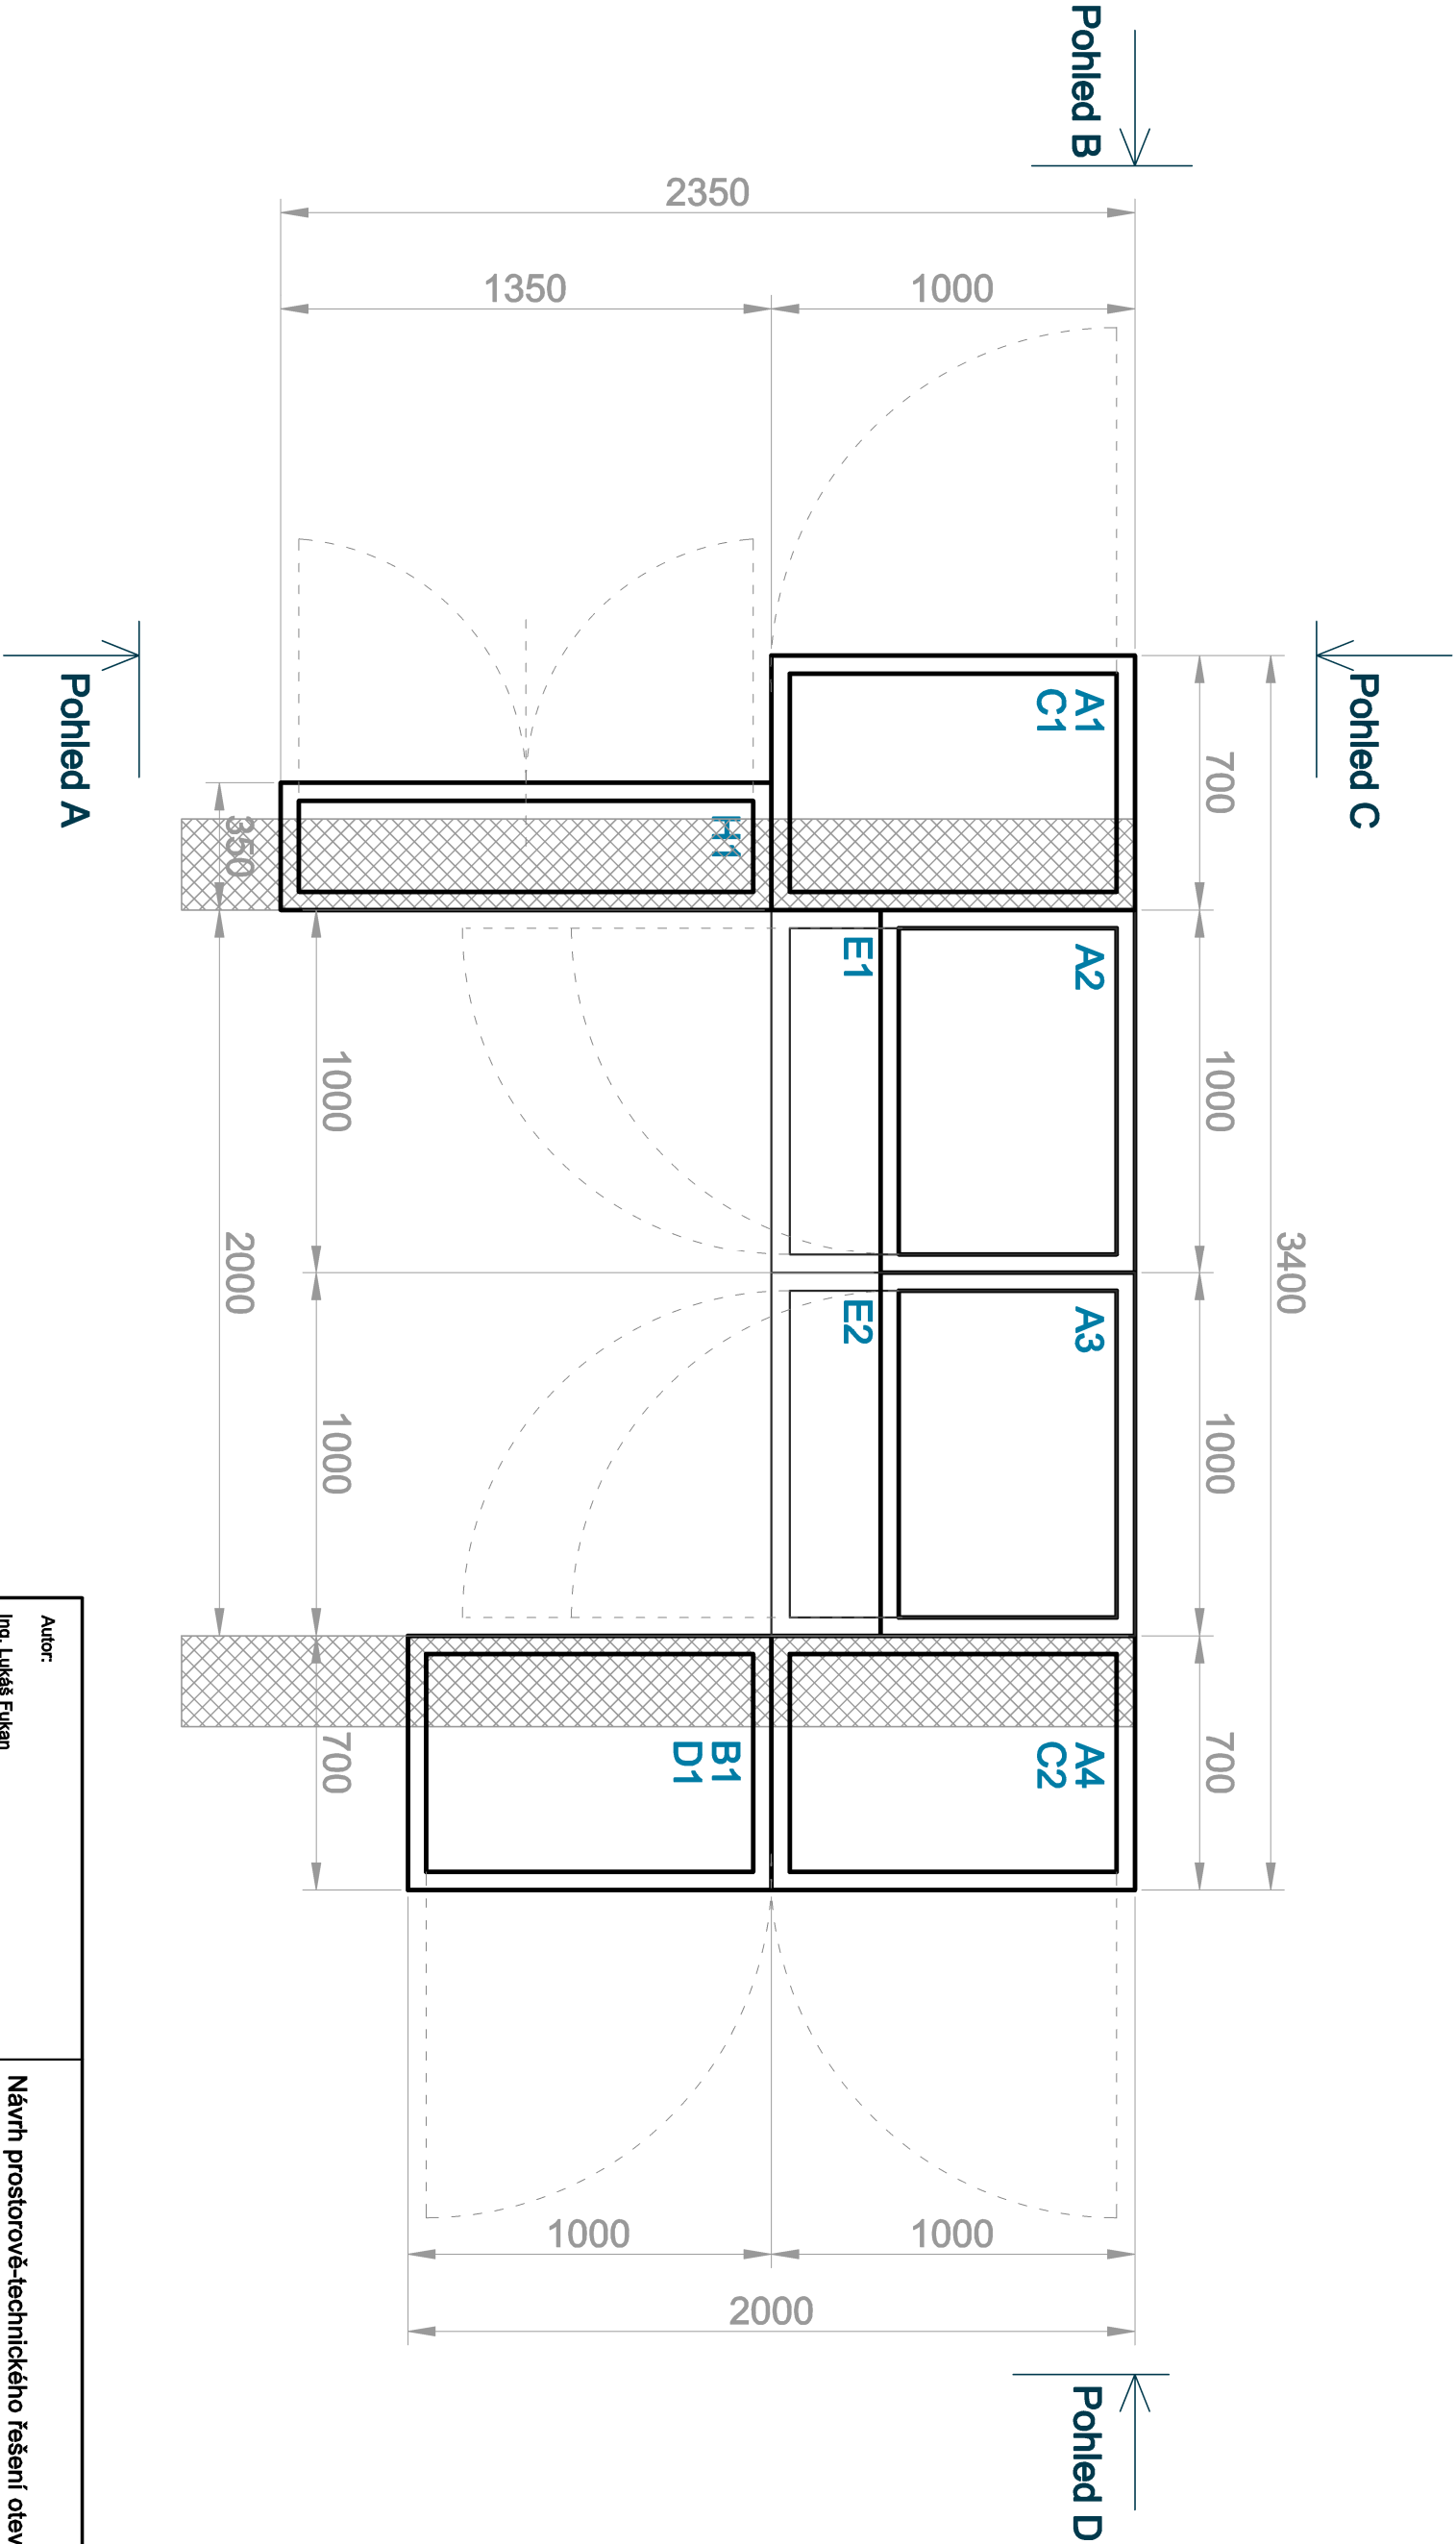 Pohled C
3400
700
1000
1000
700
Pohled B
2350
1000
1350
A1
C1
A2
A3
A4
C2
E1
E2
H1
B1
D1
1000
1000
2000
Pohled D
1000
1000
700
350
2000
Pohled A
Autor:
Ing. Lukáš Fukan
Návrh prostorově-technického řešení otev